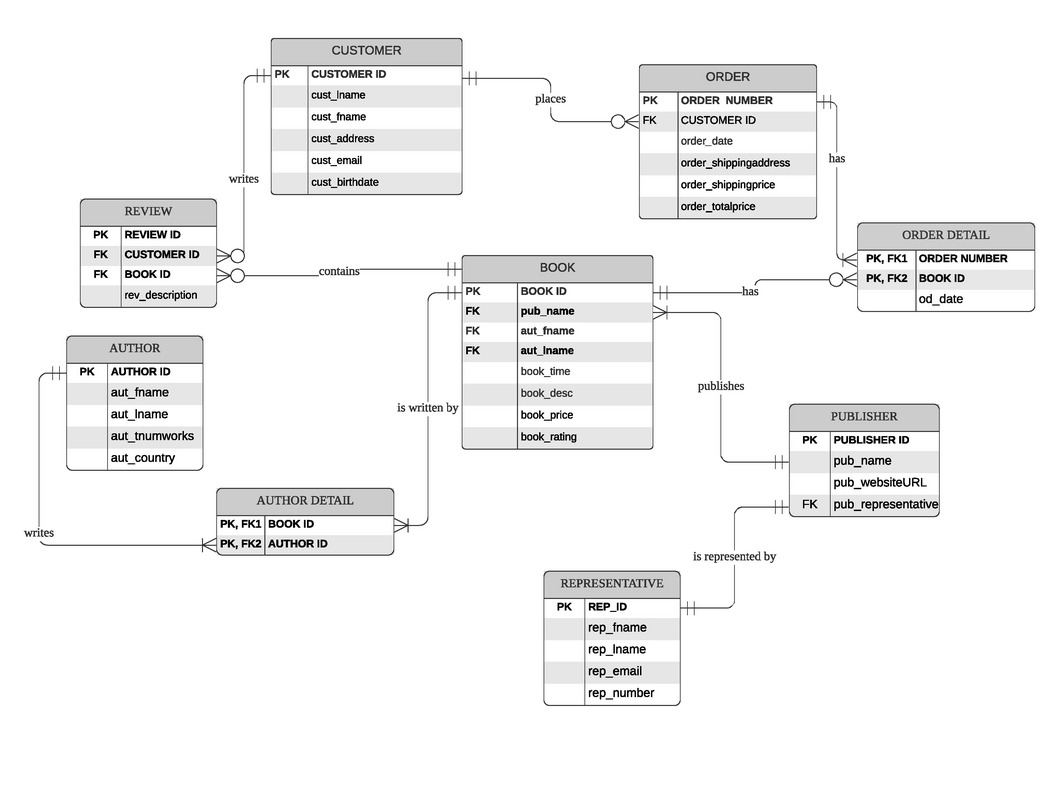 CUSTOMER
PK CUSTOMER ID
cust_lname
cust_fname
cust_address
cust_email
cust_birthdate
places
ORDER
PK ORDER NUMBER
FK CUSTOMER ID
order_date
order_shippingaddress
order_shippingprice
order_totalprice
has
writes
REVIEW
PK REVIEW ID
FK CUSTOMER ID
FK BOOK ID
rev_description
contains
ORDER DETAIL
PK, FK1 ORDER NUMBER
PK, FK2 BOOK ID
od_date
has
BOOK
PK BOOK ID
FK pub_name
FK aut_fname
FK aut_lname
book_time
book_desc
book_price
book_rating
AUTHOR
PK AUTHOR ID
aut_fname
aut_lname
aut_tnumworks
aut_country
is written by
publishes
PUBLISHER
PK PUBLISHER ID
pub_name
pub_websiteURL
FK pub_representative
AUTHOR DETAIL
PK, FK1 BOOK ID
PK, FK2 AUTHOR ID
writes
is represented by
REPRESENTATIVE
PK REP_ID
rep_fname
rep_lname
rep_email
rep_number